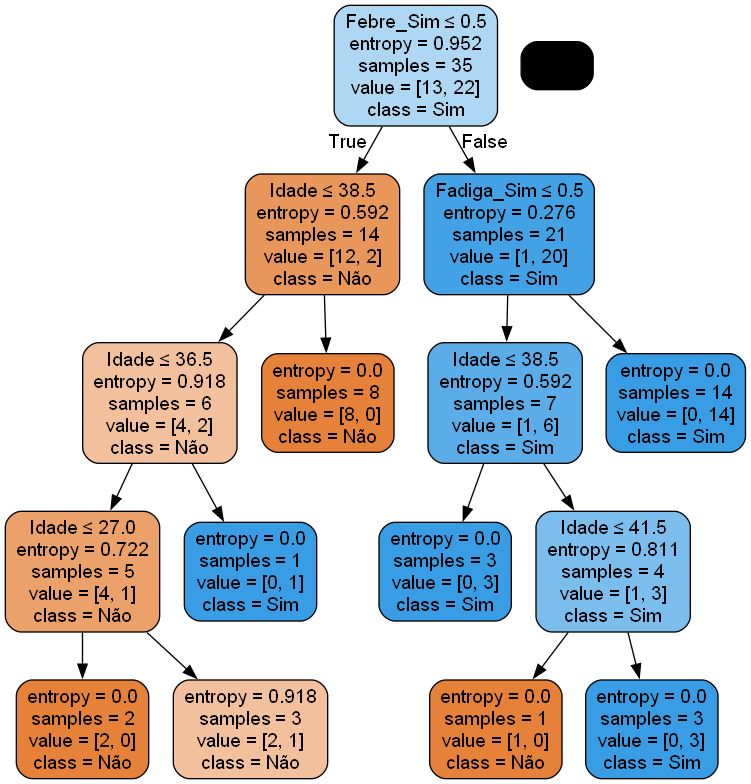 Febre_Sim ≤ 0.5
entropy = 0.952
samples = 35
value = [13, 22]
class = Sim
True
False
Idade ≤ 38.5
entropy = 0.592
samples = 14
value = [12, 2]
class = Não
Fadiga_Sim ≤ 0.5
entropy = 0.276
samples = 21
value = [1, 20]
class = Sim
Idade ≤ 36.5
entropy = 0.918
samples = 6
value = [4, 2]
class = Não
entropy = 0.0
samples = 8
value = [8, 0]
class = Não
Idade ≤ 38.5
entropy = 0.592
samples = 7
value = [1, 6]
class = Sim
entropy = 0.0
samples = 14
value = [0, 14]
class = Sim
Idade ≤ 27.0
entropy = 0.722
samples = 5
value = [4, 1]
class = Não
entropy = 0.0
samples = 1
value = [0, 1]
class = Sim
entropy = 0.0
samples = 3
value = [0, 3]
class = Sim
Idade ≤ 41.5
entropy = 0.811
samples = 4
value = [1, 3]
class = Sim
entropy = 0.0
samples = 2
value = [2, 0]
class = Não
entropy = 0.918
samples = 3
value = [2, 1]
class = Não
entropy = 0.0
samples = 1
value = [1, 0]
class = Não
entropy = 0.0
samples = 3
value = [0, 3]
class = Sim